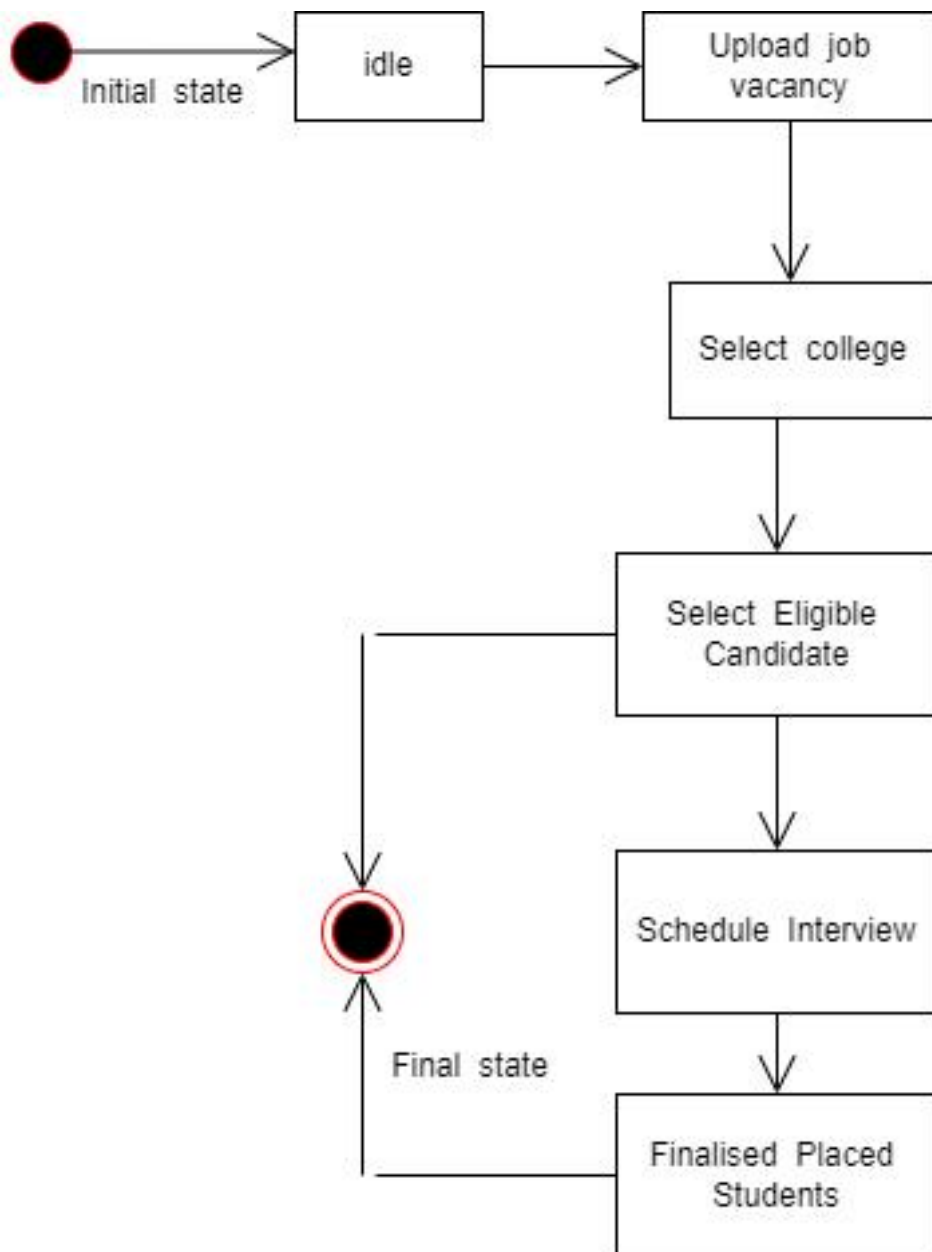 Initial state
idle
Upload job
vacancy
Select college
Select Eligible
Candidate
Schedule Interview
Final state
Finalised Placed
Students